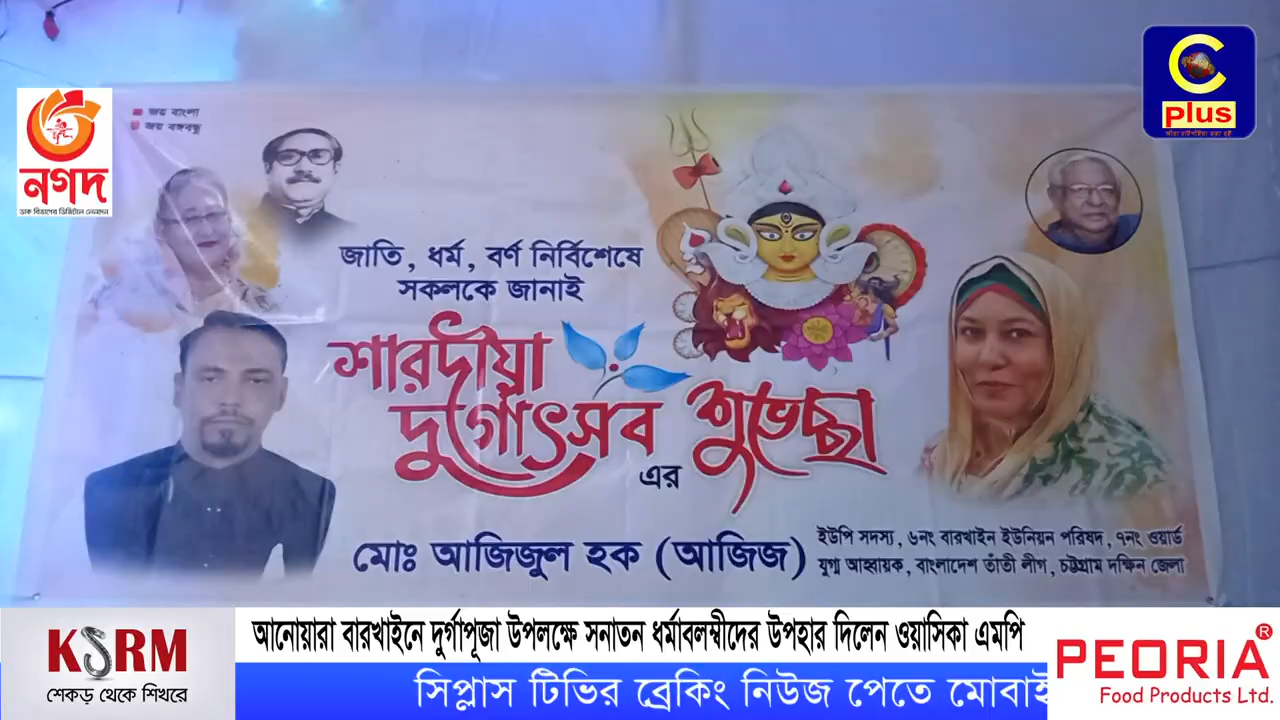 C
plus
নগদ
ডাক বিভাগের ডিজিটাল লেনদেন
জয় বাংলা
জয় বঙ্গবন্ধু
জাতি, ধর্ম, বর্ণ নির্বিশেষে
সকলকে জানাই
শারদীয়া
দুর্গোৎসব এর শুভেচ্ছা
মোঃ আজিজুল হক (আজিজ)
ইউপি সদস্য, ৬নং বারখাইন ইউনিয়ন পরিষদ, ৭নং ওয়ার্ড
যুগ্ম আহ্বায়ক, বাংলাদেশ তাঁতী লীগ, চট্টগ্রাম দক্ষিন জেলা
KSRM
শেকড় থেকে শিখরে
আনোয়ারা বারখাইনে দুর্গাপূজা উপলক্ষে সনাতন ধর্মাবলম্বীদের উপহার দিলেন ওয়াসিকা এমপি
সিপ্লাস টিভির ব্রেকিং নিউজ পেতে মোবাই
PEORIA®
Food Products Ltd.